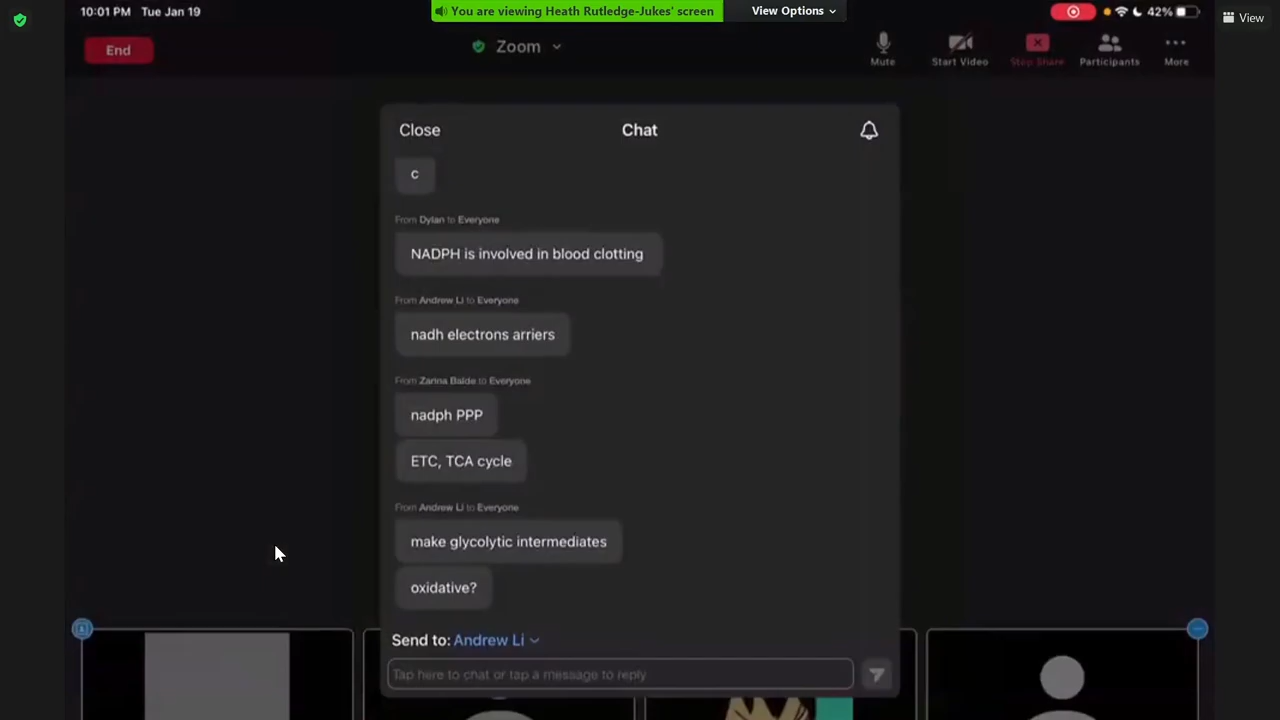 10:01 PM Tue Jan 19
You are viewing Heath Rutledge-Jukes' screen
View Options
42%
View
End
Zoom
Mute
Start Video
Stop Share
Participants
More
Close
Chat
c
From Dylan to Everyone
NADPH is involved in blood clotting
From Andrew Li to Everyone
nadh electrons arriers
From Zarina Balde to Everyone
nadph PPP
ETC, TCA cycle
From Andrew Li to Everyone
make glycolytic intermediates
oxidative?
Send to: Andrew Li
Tap here to chat or tap a message to reply